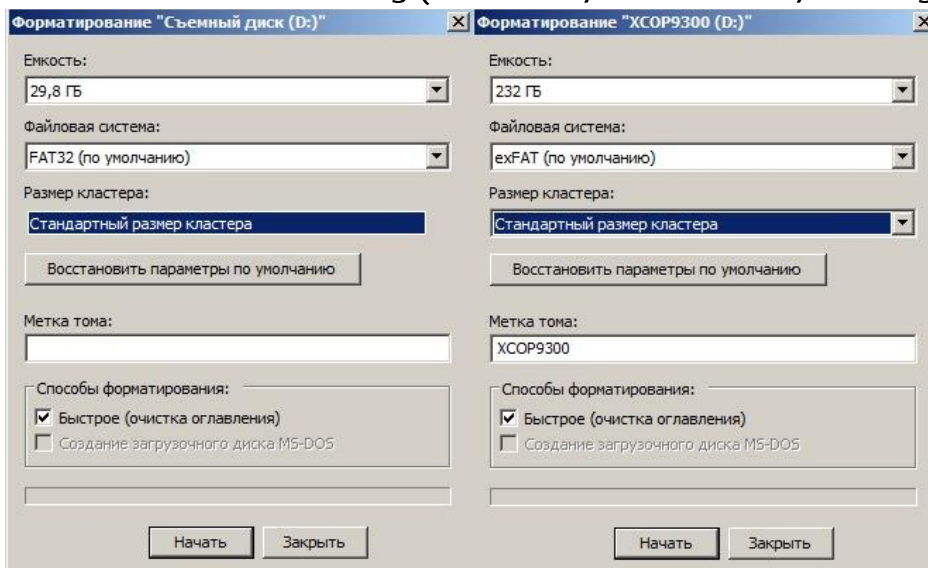 Форматирование "Съемный диск (D:)"
Емкость:
29,8 ГБ
Файловая система:
FAT32 (по умолчанию)
Размер кластера:
Стандартный размер кластера
Восстановить параметры по умолчанию
Метка тома:
Способы форматирования:
Быстрое (очистка оглавления)
Создание загрузочного диска MS-DOS
Начать
Закрыть
Форматирование "XCOP9300 (D:)"
Емкость:
232 ГБ
Файловая система:
exFAT (по умолчанию)
Размер кластера:
Стандартный размер кластера
Восстановить параметры по умолчанию
Метка тома:
XCOP9300
Способы форматирования:
Быстрое (очистка оглавления)
Создание загрузочного диска MS-DOS
Начать
Закрыть